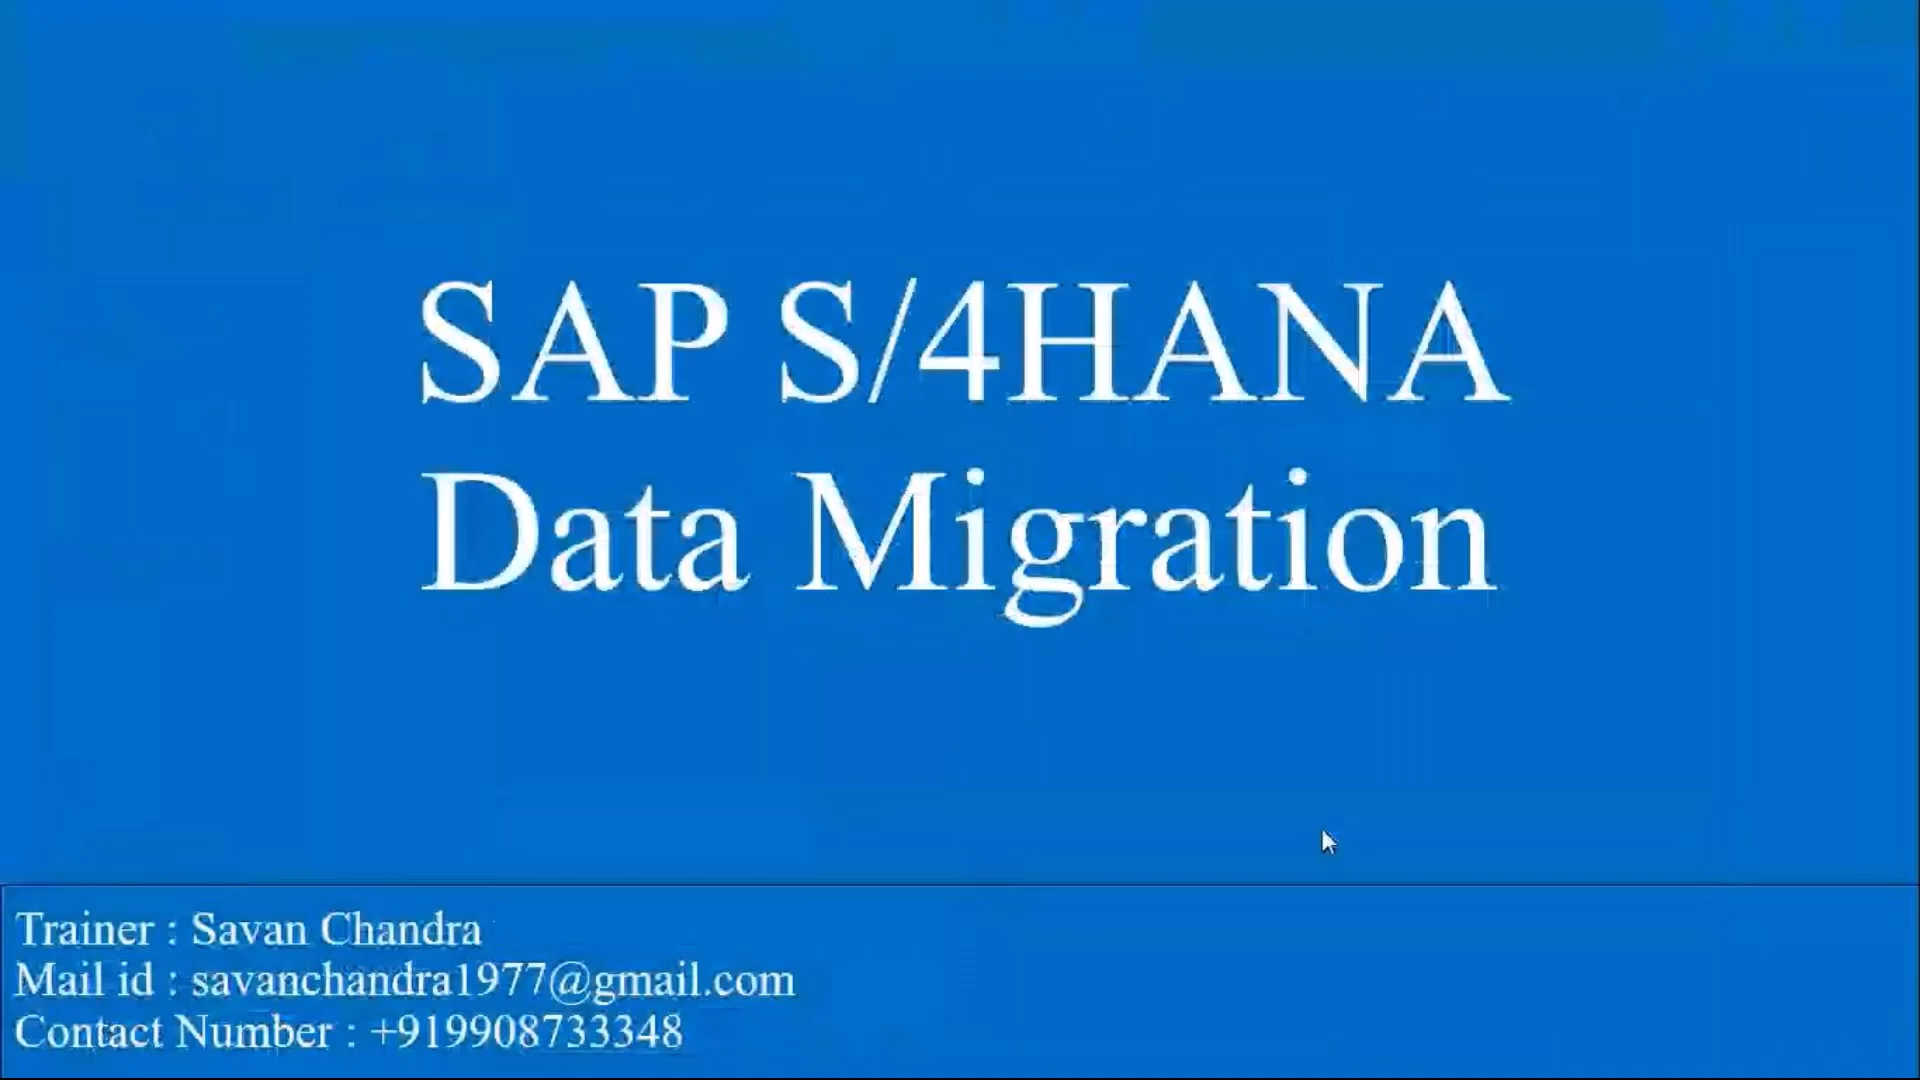 SAP S/4HANA
Data Migration
Trainer : Savan Chandra
Mail id : savanchandra1977@gmail.com
Contact Number : +919908733348